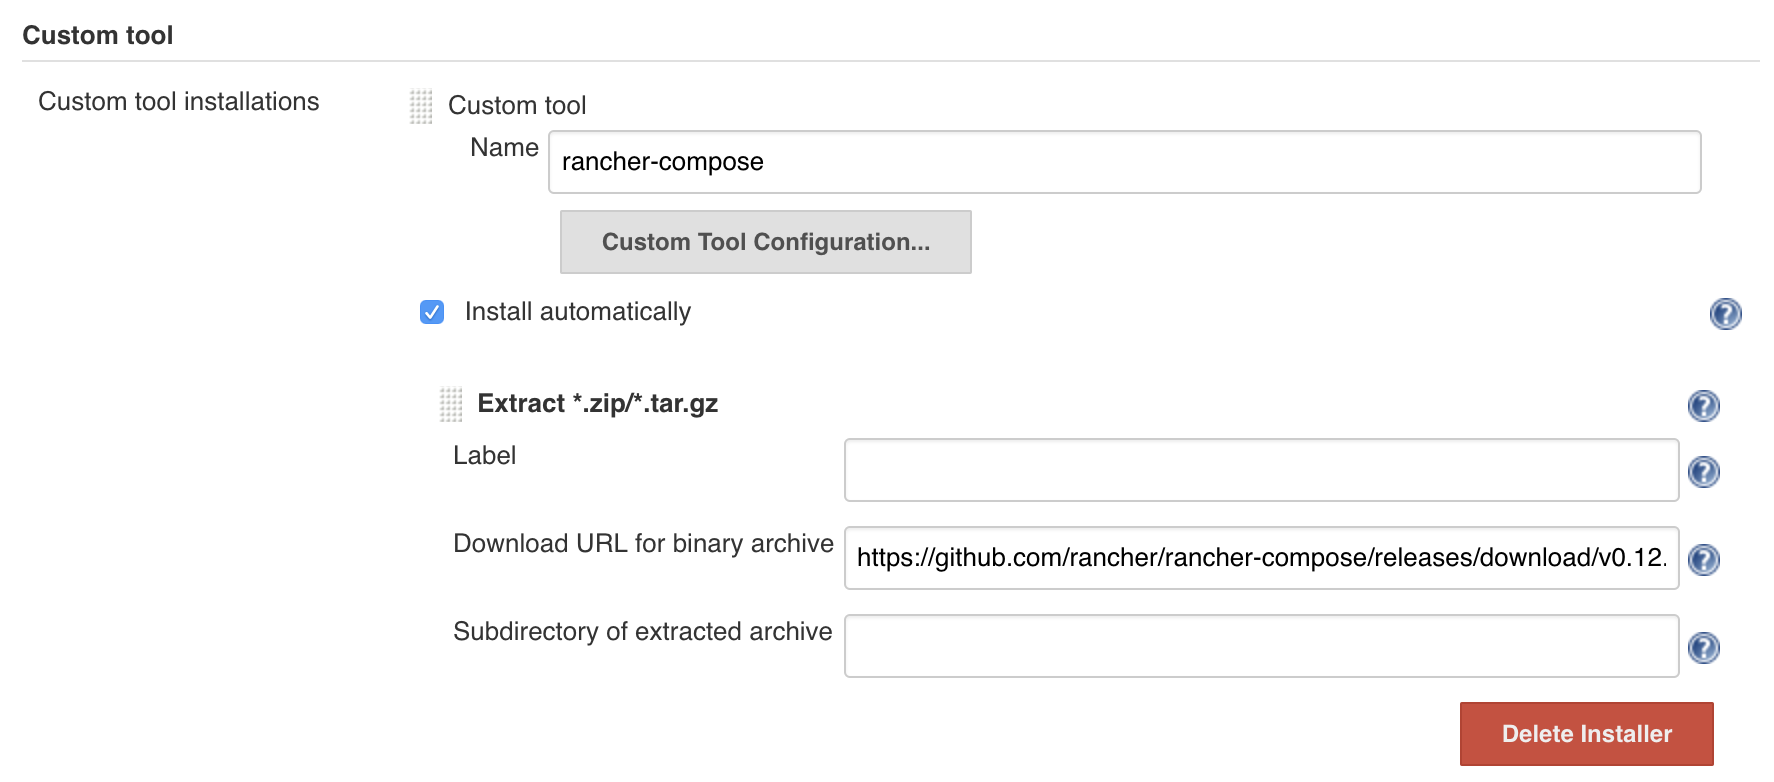 Custom tool
Custom tool installations
Custom tool
Name
rancher-compose
Custom Tool Configuration...
Install automatically
?
Extract *.zip/*.tar.gz
?
Label
?
Download URL for binary archive
https://github.com/rancher/rancher-compose/releases/download/v0.12.
?
Subdirectory of extracted archive
?
Delete Installer